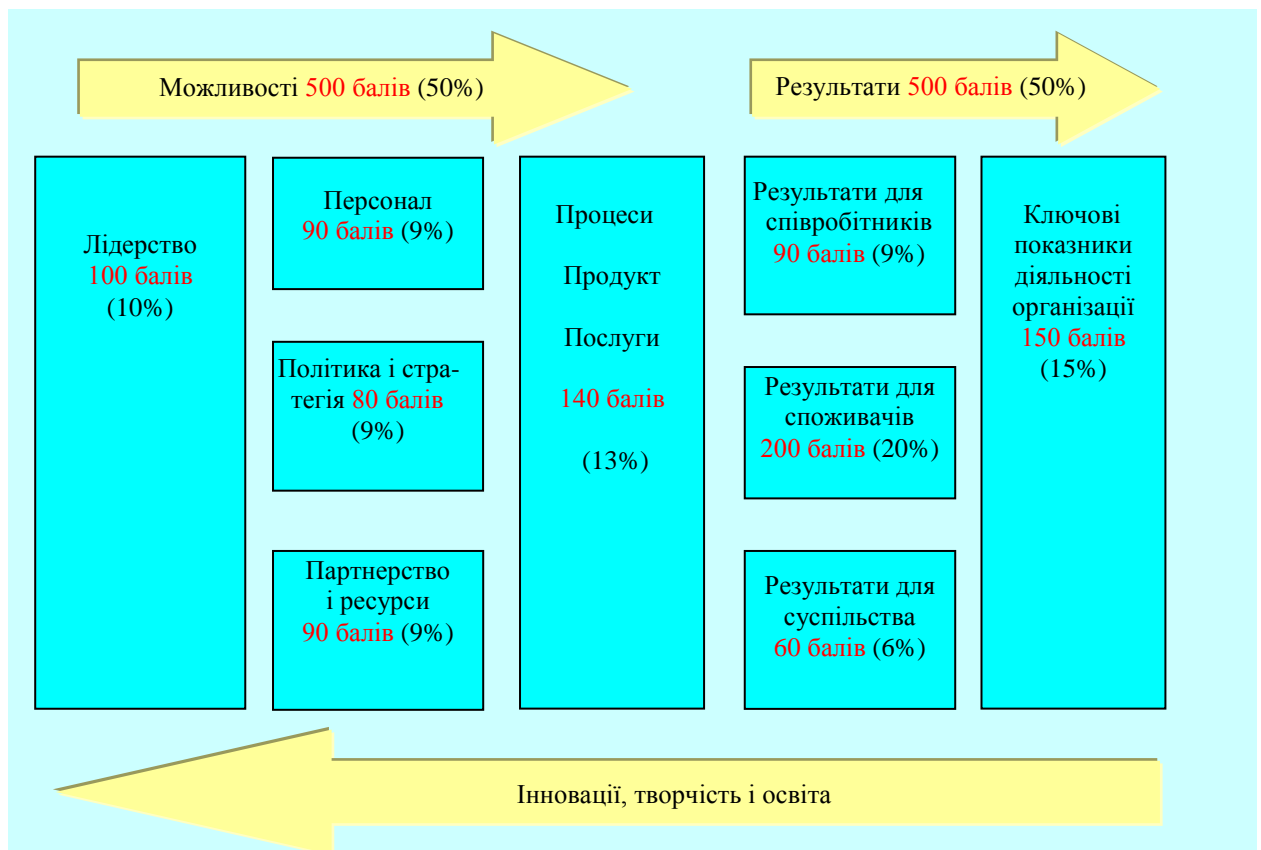 Можливості 500 балів (50%)
Результати 500 балів (50%)
Лідерство
100 балів
(10%)
Персонал
90 балів (9%)
Політика і стра-
тегія 80 балів
(9%)
Партнерство
і ресурси
90 балів (9%)
Процеси
Продукт
Послуги
140 балів
(13%)
Результати для
співробітників
90 балів (9%)
Результати для
споживачів
200 балів (20%)
Результати для
суспільства
60 балів (6%)
Ключові
показники
діяльності
організації
150 балів
(15%)
Інновації, творчість і освіта